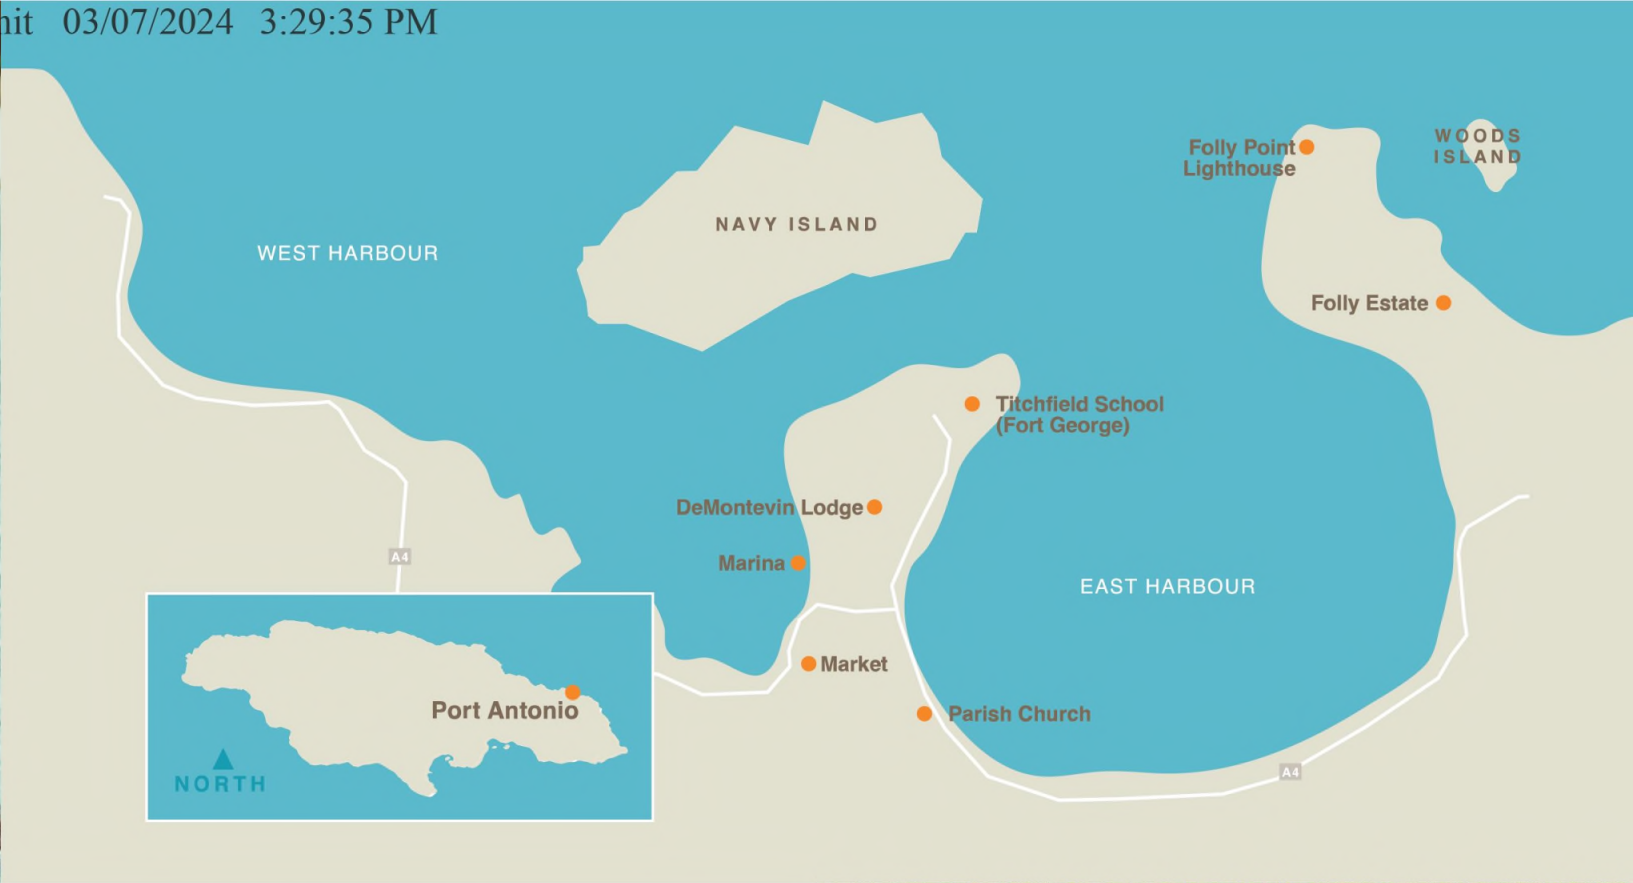 03/07/2024 3:29:35 PM
WOODS
ISLAND
Folly Point
Lighthouse
NAVY ISLAND
WEST HARBOUR
Folly Estate
Titchfield School
(Fort George)
DeMontevin Lodge
A4
Marina
EAST HARBOUR
Market
Port Antonio
Parish Church
A4
NORTH